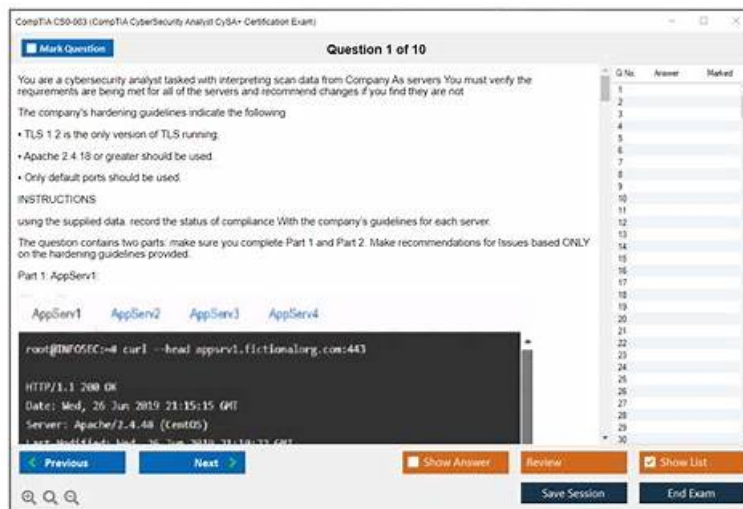 CompTIA CS0-003 (CompTIA CyberSecurity Analyst CySA+ Certification Exam)
Mark Question
Question 1 of 10
You are a cybersecurity analyst tasked with interpreting scan data from Company As servers You must verify the
requirements are being met for all of the servers and recommend changes if you find they are not
The company's hardening guidelines indicate the following
• TLS 1 2 is the only version of TLS running.
• Apache 2.4.18 or greater should be used.
• Only default ports should be used.
INSTRUCTIONS
using the supplied data. record the status of compliance With the company's guidelines for each server.
The question contains two parts: make sure you complete Part 1 and Part 2. Make recommendations for Issues based ONLY
on the hardening guidelines provided.
Part 1: AppServ1:
AppServ1 AppServ2 AppServ3 AppServ4
root@INFOSEC:~# curl --head appsrv1.fictionalorg.com:443
HTTP/1.1 200 OK
Date: Wed, 26 Jun 2019 21:15:15 GMT
Server: Apache/2.4.48 (CentOS)
Last-Modified: Wed, 26 Jun 2019 21:10:22 GMT
Q No. Answer Marked
1
2
3
4
5
6
7
8
9
10
11
12
13
14
15
16
17
18
19
20
21
22
23
24
25
26
27
28
29
30
Previous
Next
Show Answer
Review
Show List
Save Session
End Exam